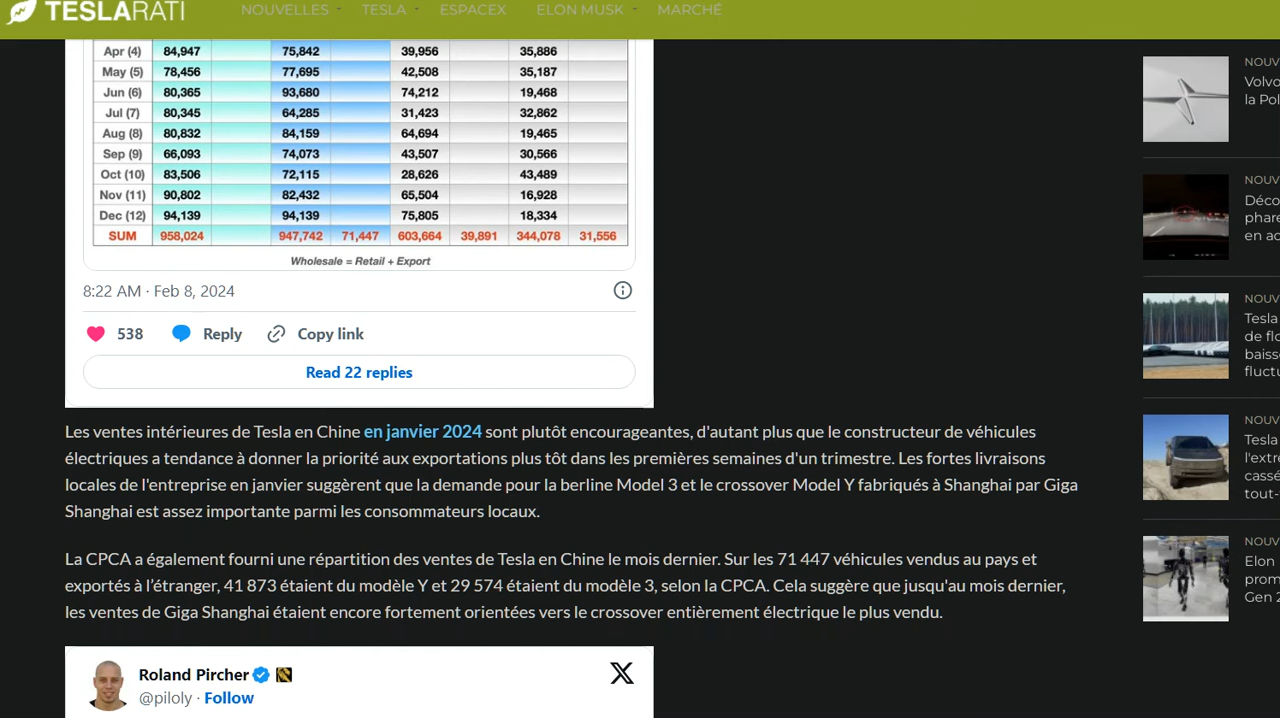 TESLARATI
NOUVELLES TESLA ESPACEX ELON MUSK MARCHÉ
Apr (4) 84,947 75,842 39,956 35,886
May (5) 78,456 77,695 42,508 35,187
Jun (6) 80,365 93,680 74,212 19,468
Jul (7) 80,345 64,285 31,423 32,862
Aug (8) 80,832 84,159 64,694 19,465
Sep (9) 66,093 74,073 43,507 30,566
Oct (10) 83,506 72,115 28,626 43,489
Nov (11) 90,802 82,432 65,504 16,928
Dec (12) 94,139 94,139 75,805 18,334
SUM 958,024 947,742 71,447 603,664 39,891 344,078 31,556
Wholesale = Retail + Export
8:22 AM · Feb 8, 2024
538 Reply Copy link
Read 22 replies
Les ventes intérieures de Tesla en Chine en janvier 2024 sont plutôt encourageantes, d'autant plus que le constructeur de véhicules
électriques a tendance à donner la priorité aux exportations plus tôt dans les premières semaines d'un trimestre. Les fortes livraisons
locales de l'entreprise en janvier suggèrent que la demande pour la berline Model 3 et le crossover Model Y fabriqués à Shanghai par Giga
Shanghai est assez importante parmi les consommateurs locaux.
La CPCA a également fourni une répartition des ventes de Tesla en Chine le mois dernier. Sur les 71 447 véhicules vendus au pays et
exportés à l’étranger, 41 873 étaient du modèle Y et 29 574 étaient du modèle 3, selon la CPCA. Cela suggère que jusqu'au mois dernier,
les ventes de Giga Shanghai étaient encore fortement orientées vers le crossover entièrement électrique le plus vendu.
Roland Pircher
@piloly · Follow
NOUV
Volvo
la Pol
NOUV
Déco
phare
en ac
NOUV
Tesla
de flo
baiss
fluctu
NOUV
Tesla
l'extr
cassé
tout-
NOUV
Elon
prom
Gen 2